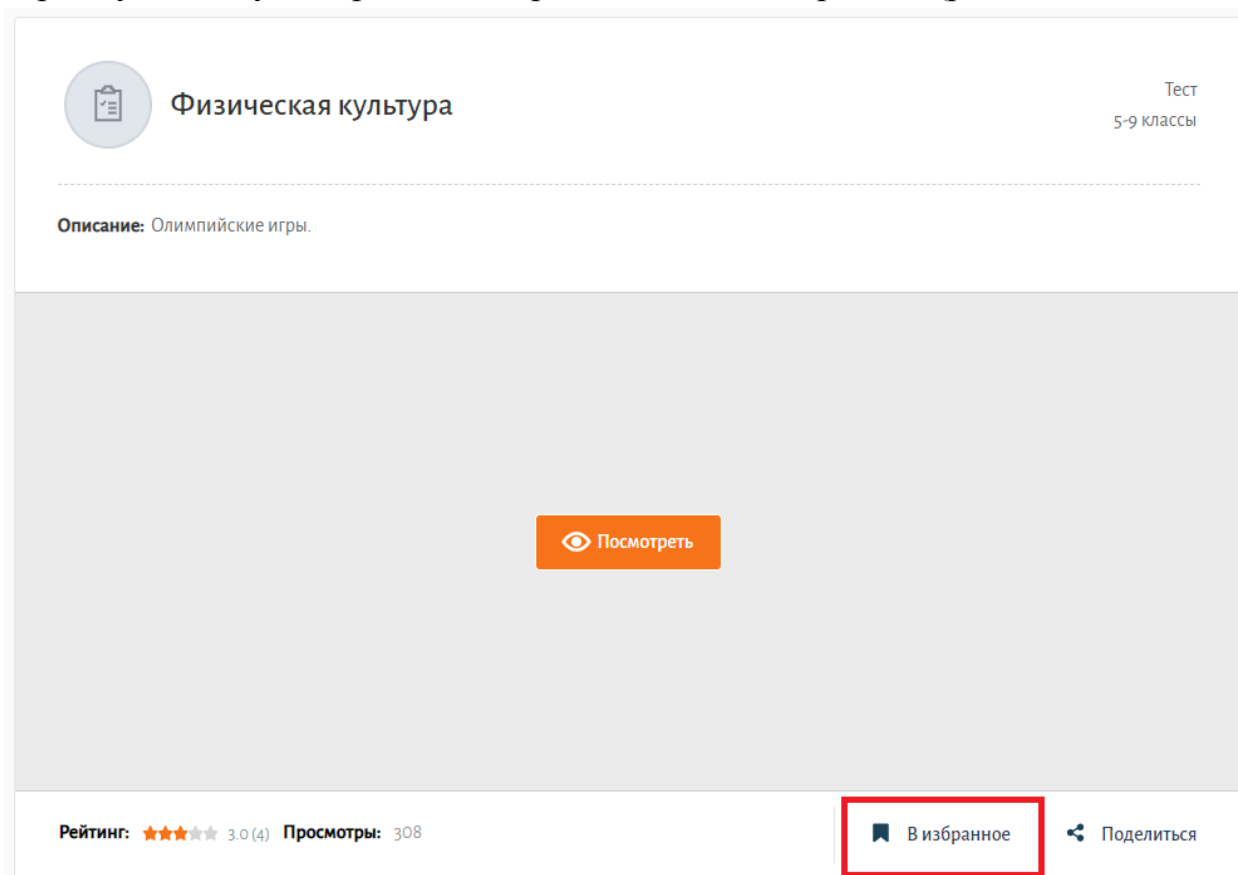 Физическая культура
Тест
5-9 классы
Описание: Олимпийские игры.
Посмотреть
Рейтинг: 3.0 (4) Просмотры: 308
В избранное
Поделиться